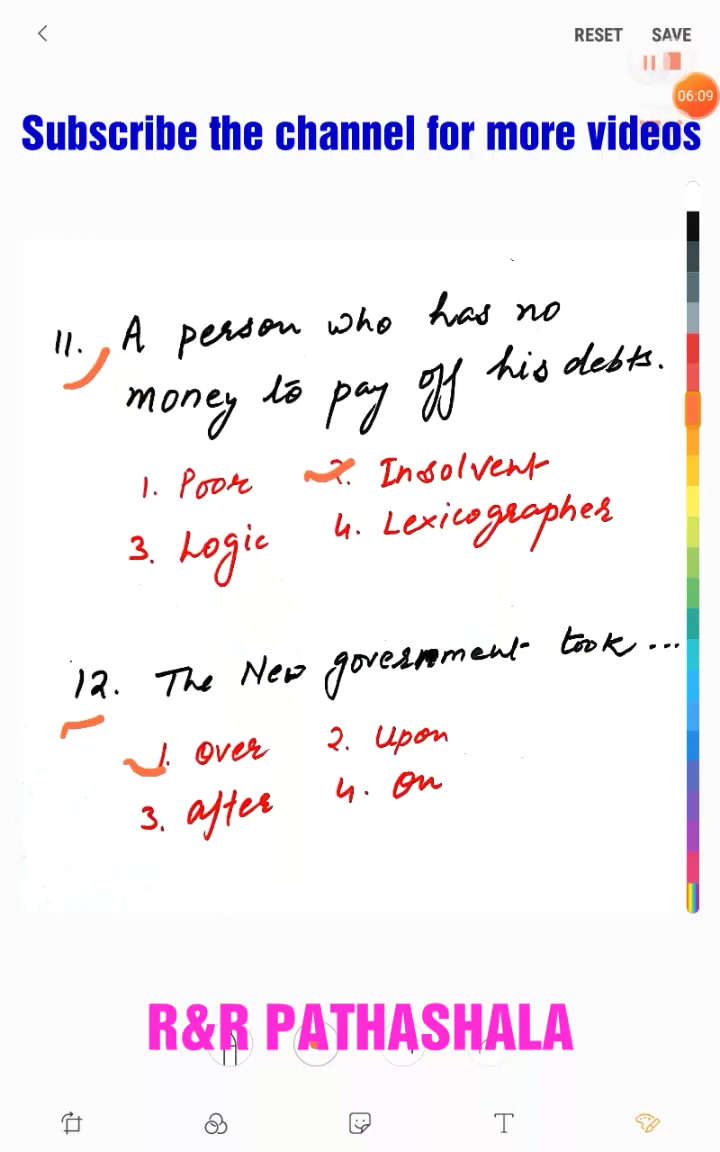 RESET SAVE
06:09
Subscribe the channel for more videos
11. A person who has no
money to pay off his debts.
1. Poor 2. Insolvent
3. Logic 4. Lexicographer
12. The New government took...
1. Over 2. Upon
3. After 4. On
R&R PATHASHALA
T